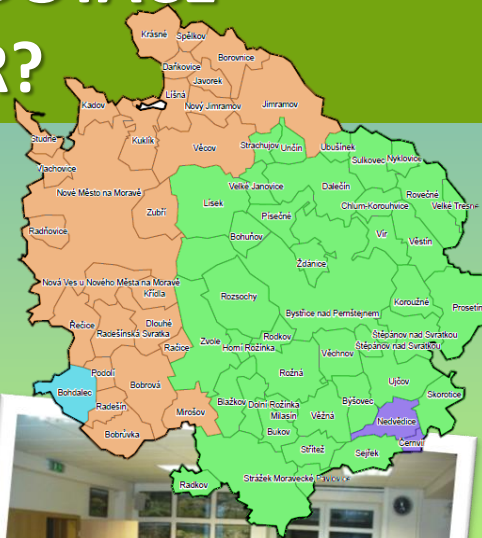 R?
Krásné
Spělkov
Borovnice
Daňkovice
Javorek
Líšná
Nový Jimramov
Jimramov
Kadov
Studnice
Kuklík
Věcov
Strachujov
Unčín
Ubušínek
Sulkovec
Nyklovice
Vlachovice
Nové Město na Moravě
Zubří
Lísek
Velké Janovice
Dalečín
Rovečné
Chlum-Korouhvice
Velké Tresné
Písečné
Radňovice
Bohuňov
Vír
Věstín
Ždánice
Nová Ves u Nového Města na Moravě
Křídla
Rozsochy
Koroužné
Prosetín
Bystřice nad Pernštejnem
Řečice
Dlouhé
Radešínská Svratka
Račice
Zvole
Horní Rožínka
Rodkov
Štěpánov nad Svratkou
Štěpánov nad Svratkou
Věchnov
Podolí
Bohdalec
Bobrová
Rožná
Ujčov
Radešín
Mirošov
Blažkov
Dolní Rožínka
Milasín
Věžná
Býšovec
Skorotice
Nedvědice
Bobrůvka
Bukov
Černvír
Střítež
Sejřek
Radkov
Strážek
Moravecké Pavlovice